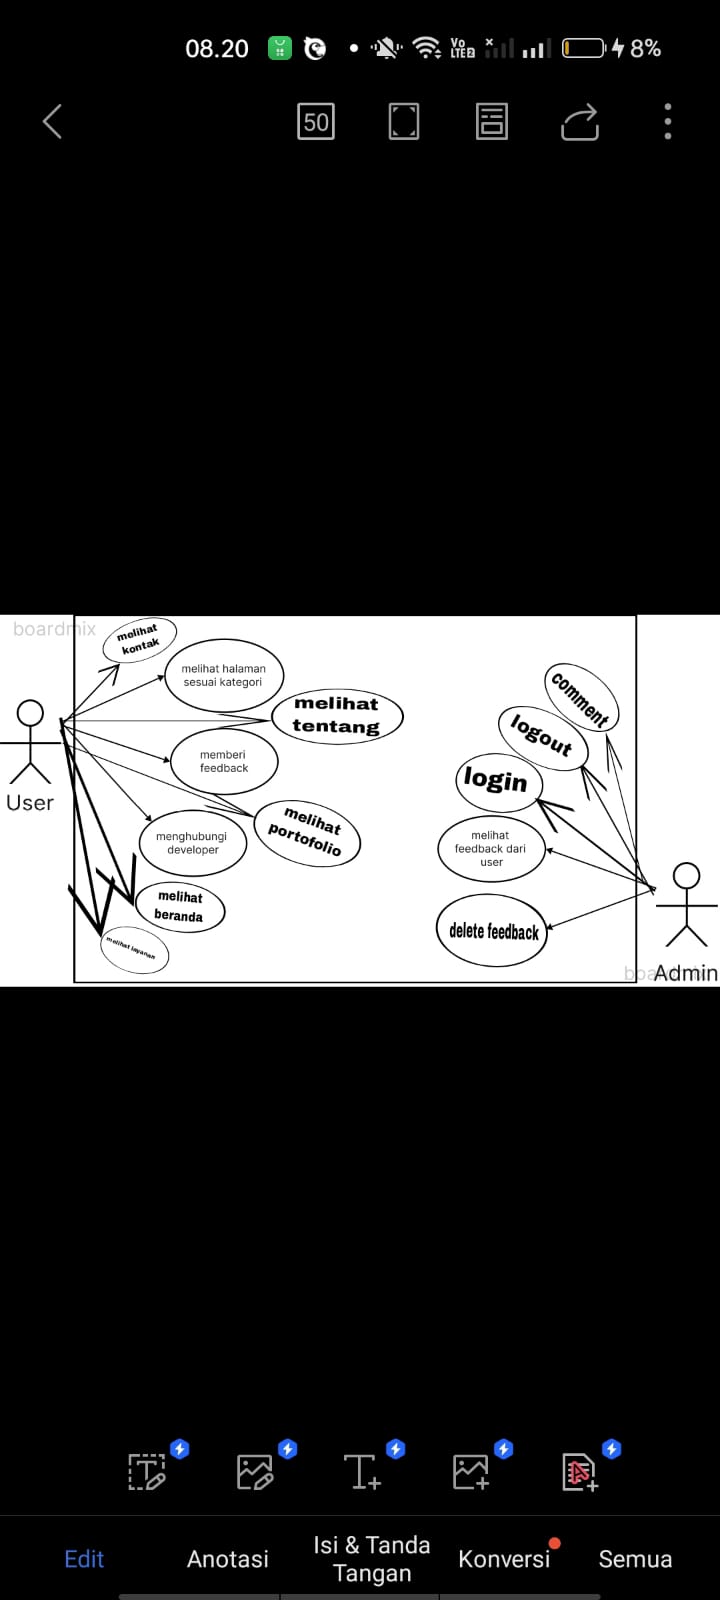 08.20
Vo
LTE2
8%
50
boardmix
melihat
kontak
melihat halaman
sesuai kategori
melihat
tentang
memberi
feedback
melihat
portofolio
menghubungi
developer
melihat
beranda
melihat layanan
User
comment
logout
login
melihat
feedback dari
user
delete feedback
boardmix
Admin
Edit
Anotasi
Isi & Tanda
Tangan
Konversi
Semua